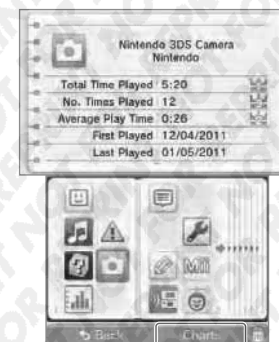 Nintendo 3DS Camera
Nintendo
Total Time Played 5:20
No. Times Played 12
Average Play Time 0:26
First Played 12/04/2011
Last Played 01/05/2011
Mii
Back
Charts